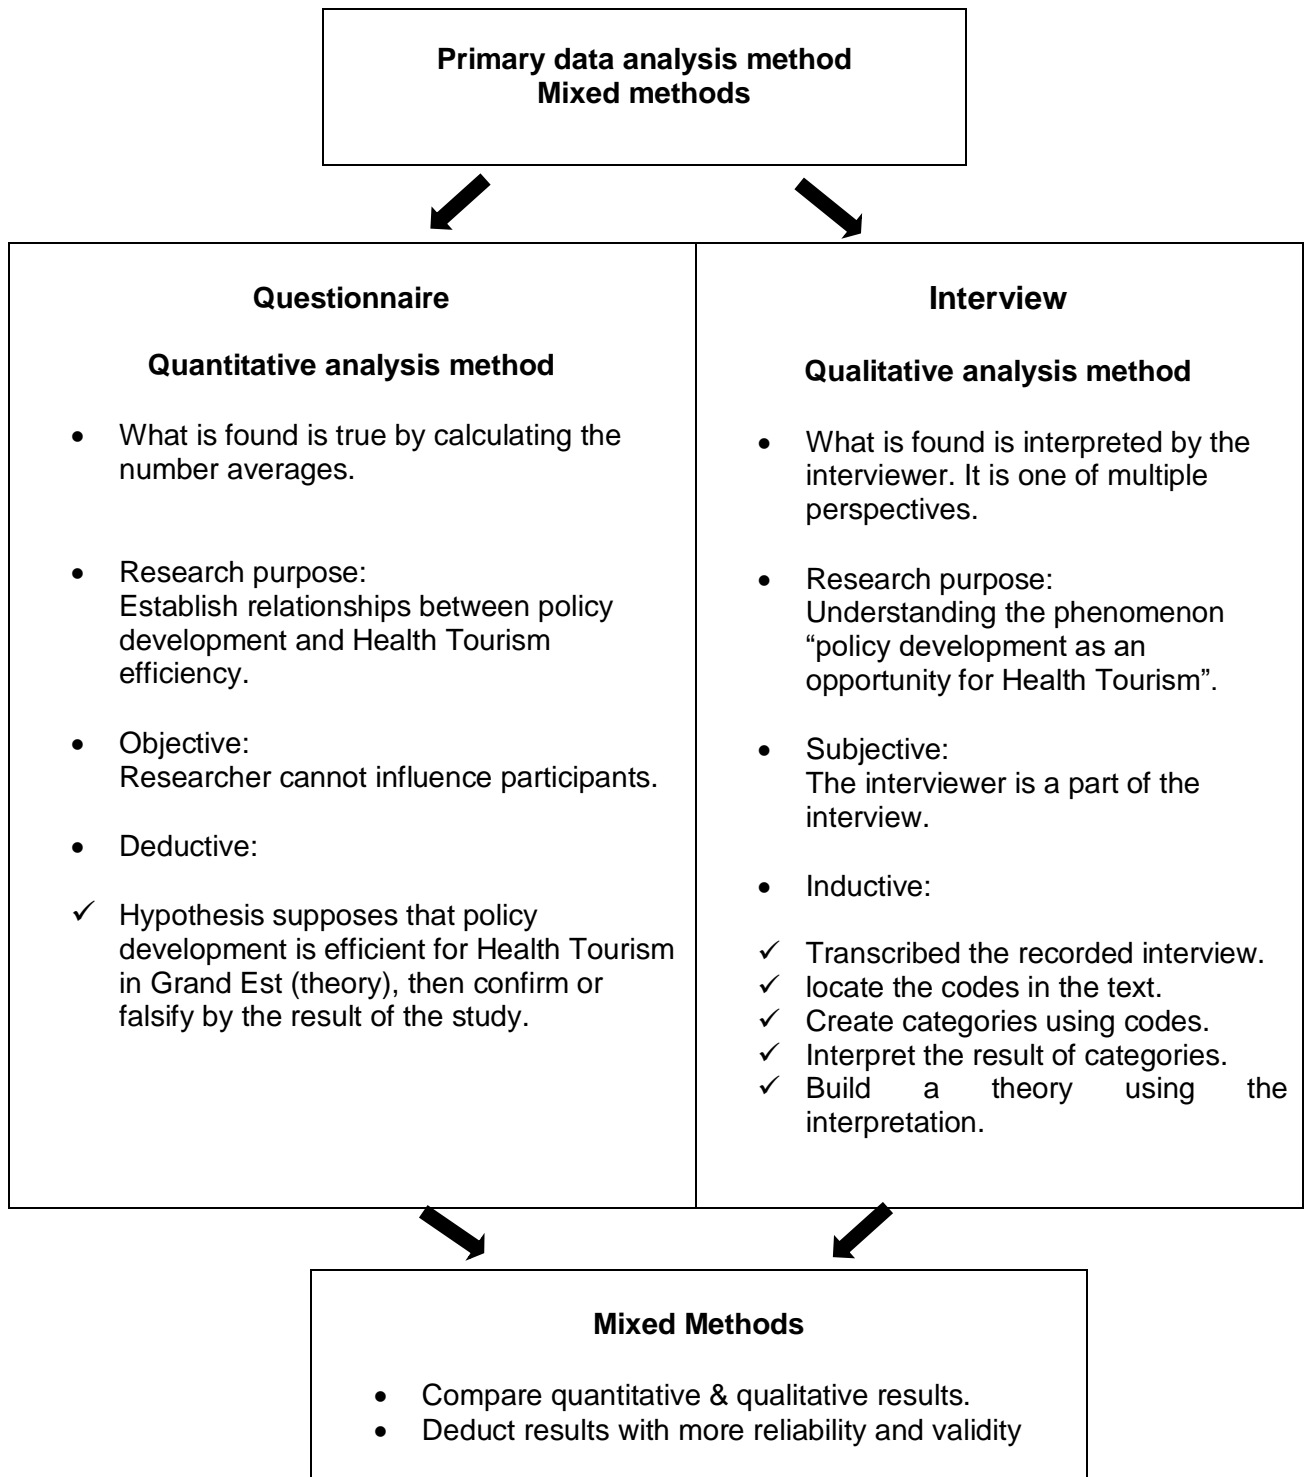 Primary data analysis method
Mixed methods
Questionnaire
Quantitative analysis method
• What is found is true by calculating the
number averages.
• Research purpose:
Establish relationships between policy
development and Health Tourism
efficiency.
• Objective:
Researcher cannot influence participants.
• Deductive:
✓ Hypothesis supposes that policy
development is efficient for Health Tourism
in Grand Est (theory), then confirm or
falsify by the result of the study.
Interview
Qualitative analysis method
• What is found is interpreted by the
interviewer. It is one of multiple
perspectives.
• Research purpose:
Understanding the phenomenon
“policy development as an
opportunity for Health Tourism”.
• Subjective:
The interviewer is a part of the
interview.
• Inductive:
✓ Transcribed the recorded interview.
✓ locate the codes in the text.
✓ Create categories using codes.
✓ Interpret the result of categories.
✓ Build a theory using the
interpretation.
Mixed Methods
• Compare quantitative & qualitative results.
• Deduct results with more reliability and validity